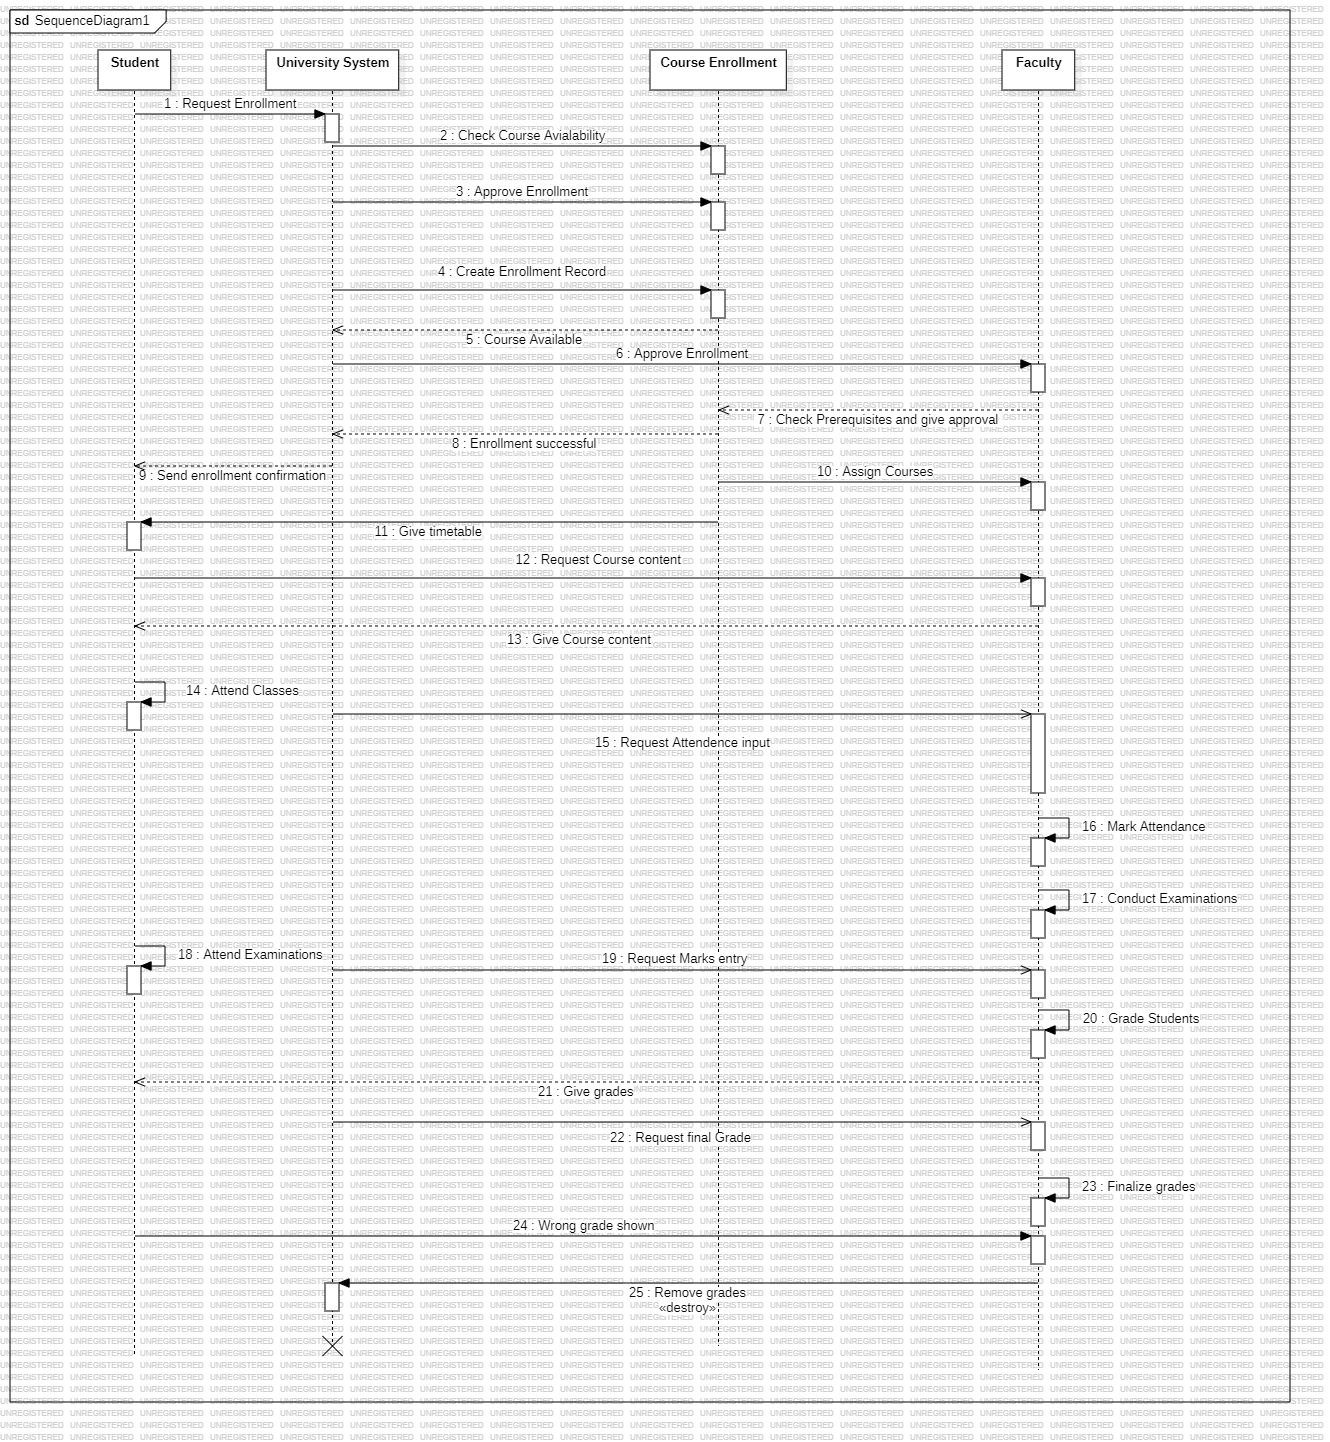 sd SequenceDiagram1
Student
University System
Course Enrollment
Faculty
1 : Request Enrollment
2 : Check Course Avialability
3 : Approve Enrollment
4 : Create Enrollment Record
5 : Course Available
6 : Approve Enrollment
7 : Check Prerequisites and give approval
8 : Enrollment successful
9 : Send enrollment confirmation
10 : Assign Courses
11 : Give timetable
12 : Request Course content
13 : Give Course content
14 : Attend Classes
15 : Request Attendence input
16 : Mark Attendance
17 : Conduct Examinations
18 : Attend Examinations
19 : Request Marks entry
20 : Grade Students
21 : Give grades
22 : Request final Grade
23 : Finalize grades
24 : Wrong grade shown
25 : Remove grades
«destroy»
UNREGISTERED